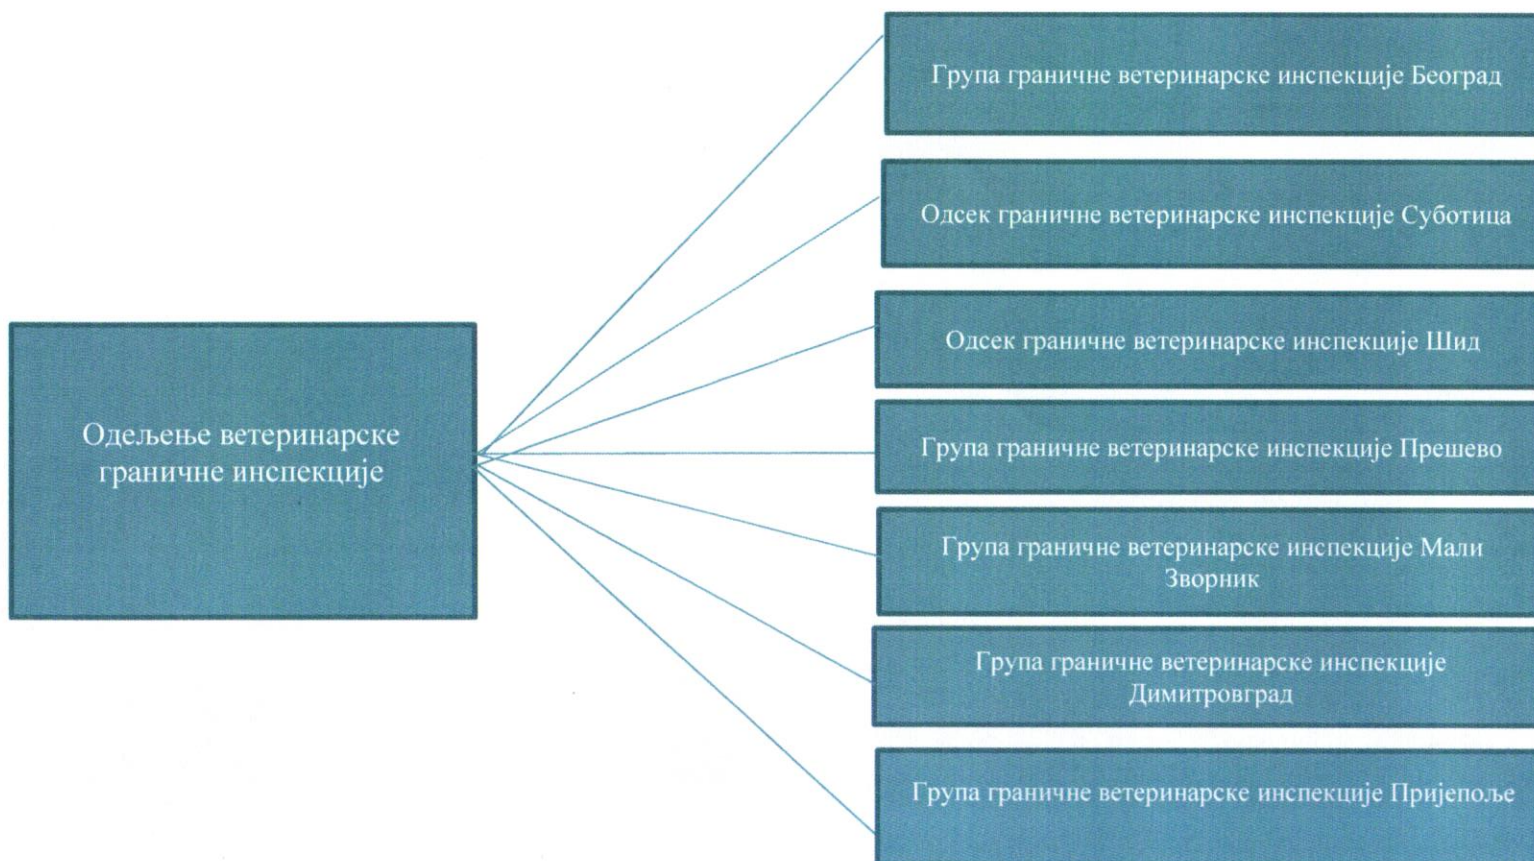 Одељење ветеринарске
граничне инспекције
Група граничне ветеринарске инспекције Београд
Одсек граничне ветеринарске инспекције Суботица
Одсек граничне ветеринарске инспекције Шид
Група граничне ветеринарске инспекције Прешево
Група граничне ветеринарске инспекције Мали
Зворник
Група граничне ветеринарске инспекције
Димитровград
Група граничне ветеринарске инспекције Пријепоље